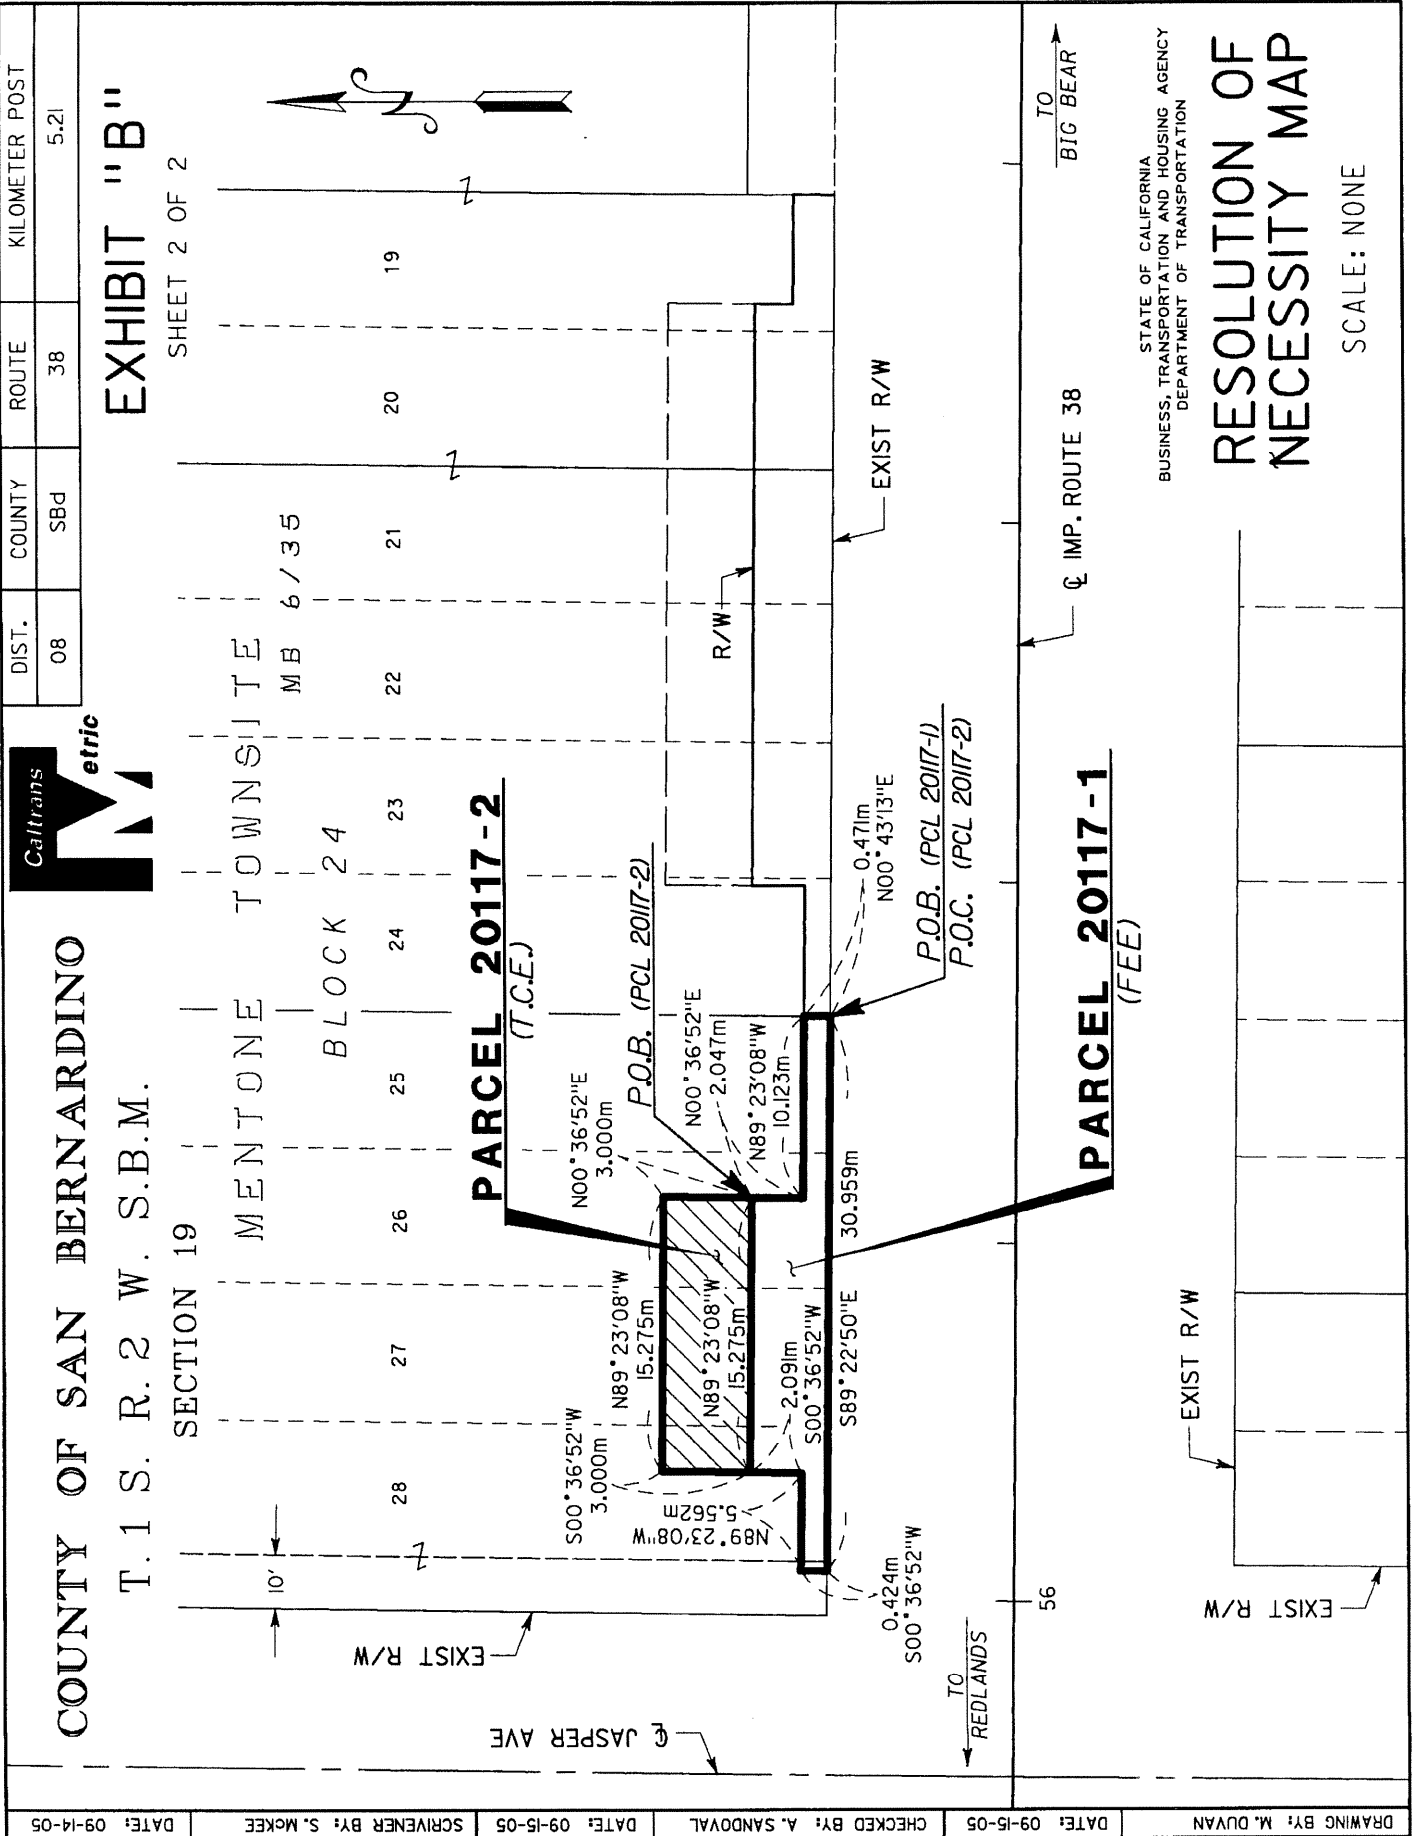 DIST.
COUNTY
ROUTE
KILOMETER POST
08
SBd
38
5.21
Caltrans
Metric
COUNTY OF SAN BERNARDINO
T. 1 S. R. 2 W. S.B.M.
SECTION 19
EXHIBIT "B"
SHEET 2 OF 2
MENTONE TOWNSITE
MB 6/35
BLOCK 24
10'
28
27
26
25
24
23
22
21
20
19
PARCEL 20117-2
(T.C.E.)
P.O.B. (PCL 20117-2)
N00°36'52"E
3.000m
N00°36'52"E
2.047m
N89°23'08"W
10.123m
N89°23'08"W
15.275m
N89°23'08"W
15.275m
S00°36'52"W
3.000m
N89°23'08"W
5.562m
2.091m
S00°36'52"W
S89°22'50"E
30.959m
0.424m
S00°36'52"W
0.471m
N00°43'13"E
P.O.B. (PCL 20117-1)
P.O.C. (PCL 20117-2)
PARCEL 20117-1
(FEE)
R/W
EXIST R/W
EXIST R/W
℄ JASPER AVE
℄ IMP. ROUTE 38
56
TO
REDLANDS
TO
BIG BEAR
EXIST R/W
EXIST R/W
STATE OF CALIFORNIA
BUSINESS, TRANSPORTATION AND HOUSING AGENCY
DEPARTMENT OF TRANSPORTATION
RESOLUTION OF
NECESSITY MAP
SCALE: NONE
DRAWING BY: M. DUVAN
DATE: 09-15-05
CHECKED BY: A. SANDOVAL
DATE: 09-15-05
SCRIVENER BY: S. McKEE
DATE: 09-14-05